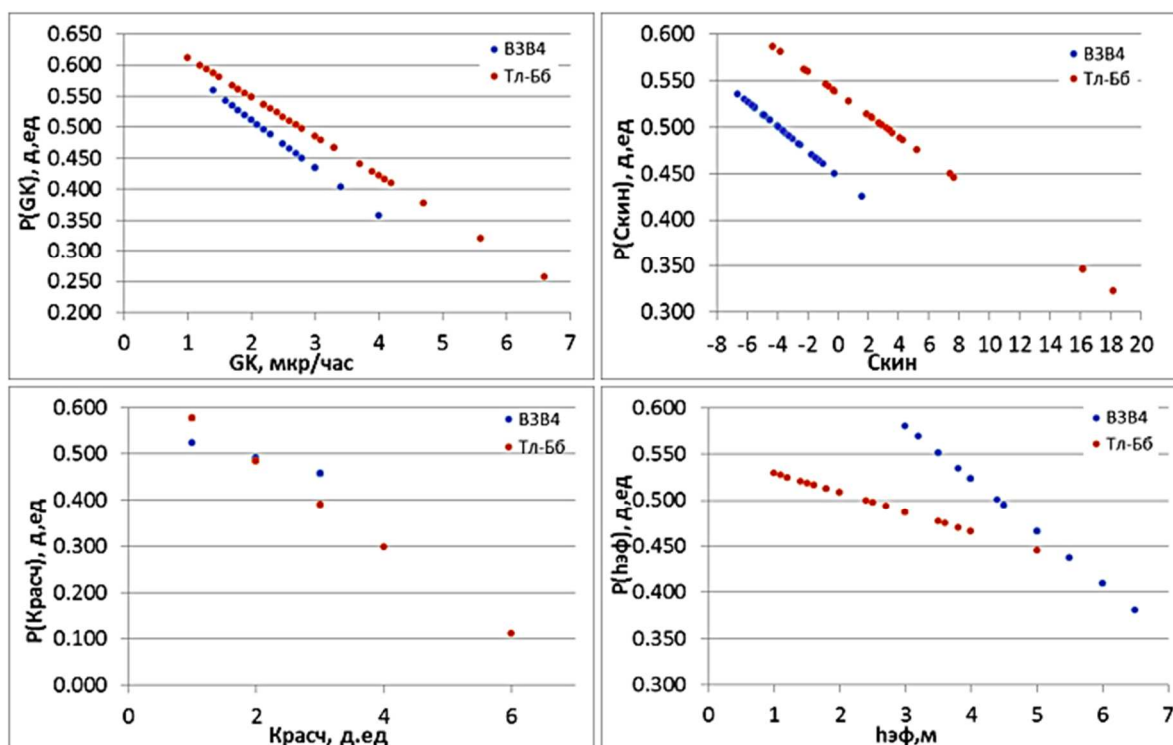 P(GK), д,ед
0.650
0.600
0.550
0.500
0.450
0.400
0.350
0.300
0.250
0.200
В3В4
Тл-Бб
0 1 2 3 4 5 6 7
GK, мкр/час
P(Скин), д,ед
0.600
0.550
0.500
0.450
0.400
0.350
0.300
В3В4
Тл-Бб
-8 -6 -4 -2 0 2 4 6 8 10 12 14 16 18 20
Скин
P(Красч), д,ед
0.600
0.500
0.400
0.300
0.200
0.100
0.000
В3В4
Тл-Бб
0 2 4 6
Красч, д.ед
P(hэф), д,ед
0.600
0.550
0.500
0.450
0.400
0.350
0.300
В3В4
Тл-Бб
0 1 2 3 4 5 6 7
hэф,м